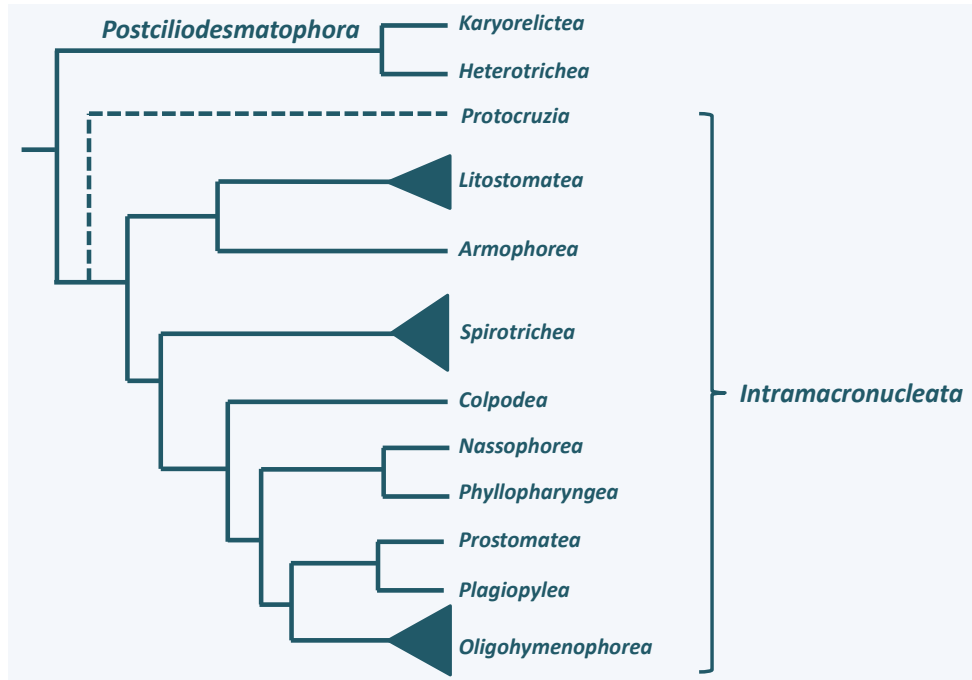 Postciliodesmatophora
Karyorelictea
Heterotrichea
Protocruzia
Litostomatea
Armophorea
Spirotrichea
Intramacronucleata
Colpodea
Nassophorea
Phyllopharyngea
Prostomatea
Plagiopylea
Oligohymenophorea